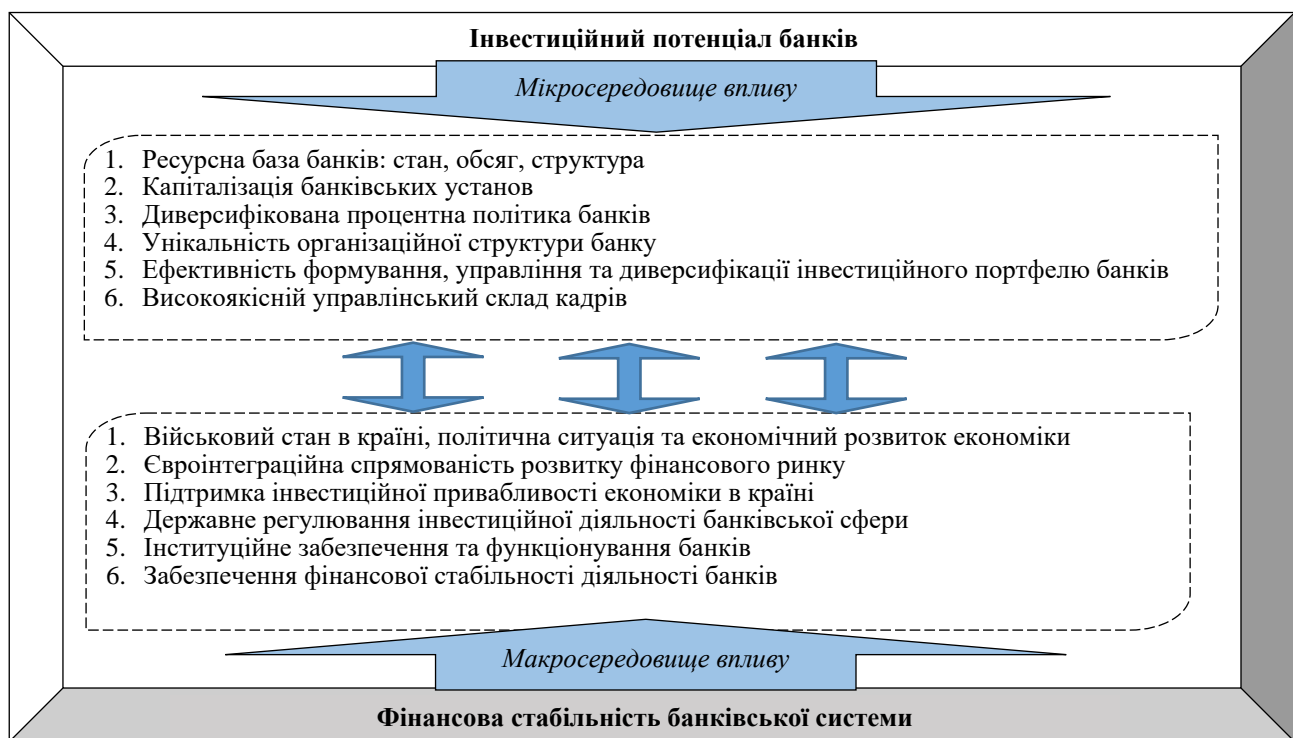 Інвестиційний потенціал банків
Мікросередовище впливу
1. Ресурсна база банків: стан, обсяг, структура
2. Капіталізація банківських установ
3. Диверсифікована процентна політика банків
4. Унікальність організаційної структури банку
5. Ефективність формування, управління та диверсифікації інвестиційного портфелю банків
6. Високоякісній управлінський склад кадрів
1. Військовий стан в країні, політична ситуація та економічний розвиток економіки
2. Євроінтеграційна спрямованість розвитку фінансового ринку
3. Підтримка інвестиційної привабливості економіки в країні
4. Державне регулювання інвестиційної діяльності банківської сфери
5. Інституційне забезпечення та функціонування банків
6. Забезпечення фінансової стабільності діяльності банків
Макросередовище впливу
Фінансова стабільність банківської системи